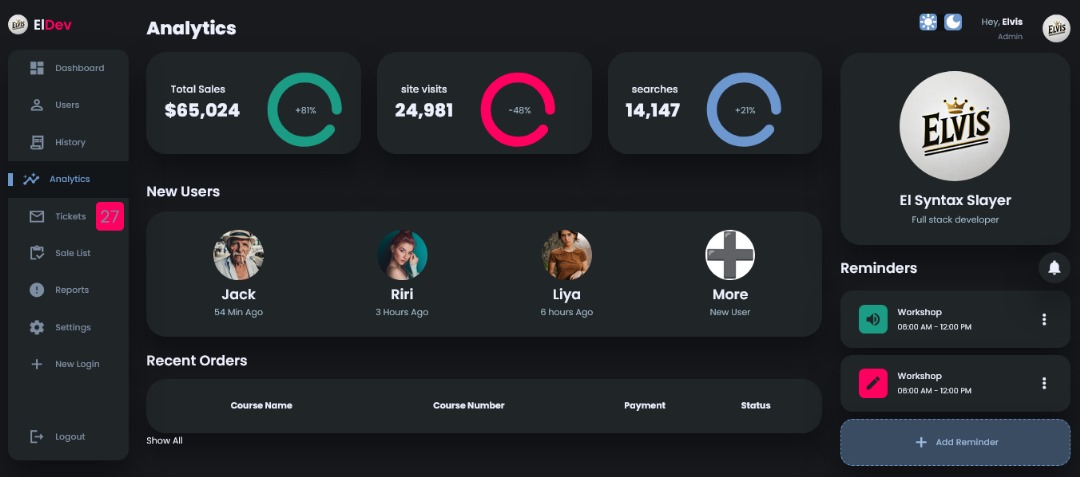 ELVIS
ElDev
Dashboard
Users
History
Analytics
Tickets 27
Sale List
Reports
Settings
New Login
Logout
Analytics
Total Sales
$65,024
+81%
site visits
24,981
-48%
searches
14,147
+21%
New Users
Jack
54 Min Ago
Riri
3 Hours Ago
Liya
6 hours Ago
More
New User
Recent Orders
Course Name Course Number Payment Status
Show All
Hey, Elvis
Admin
ELVIS
ELVIS
El Syntax Slayer
Full stack developer
Reminders
Workshop
06:00 AM - 12:00 PM
Workshop
06:00 AM - 12:00 PM
Add Reminder